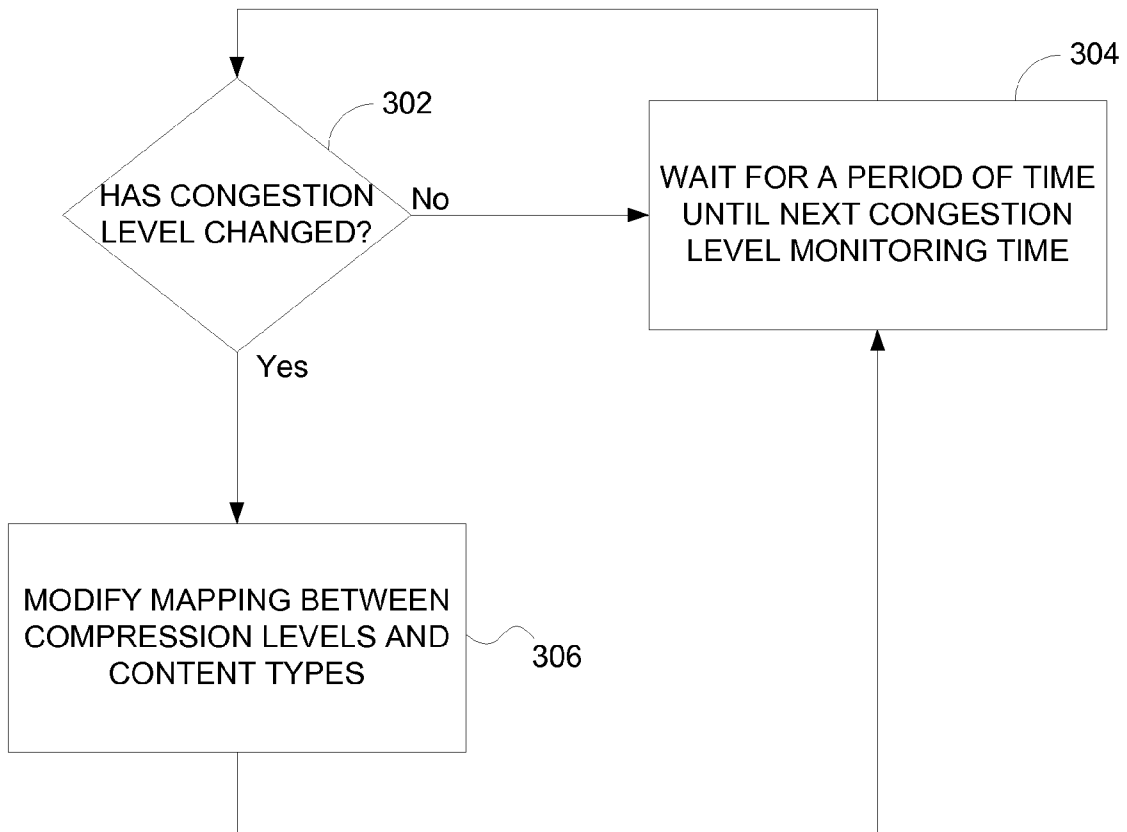 304
302
HAS CONGESTION
LEVEL CHANGED?
No
WAIT FOR A PERIOD OF TIME
UNTIL NEXT CONGESTION
LEVEL MONITORING TIME
Yes
MODIFY MAPPING BETWEEN
COMPRESSION LEVELS AND
CONTENT TYPES
306